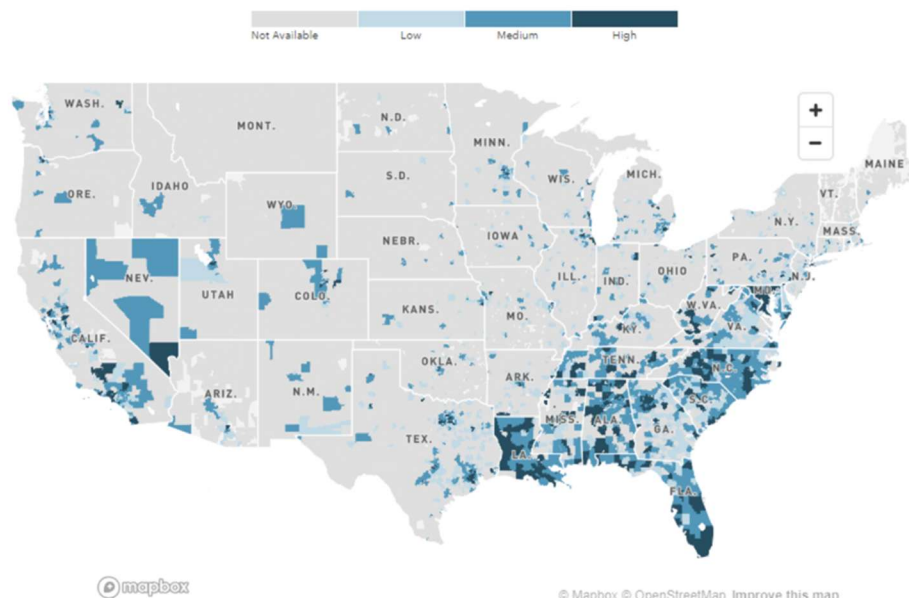 Not Available Low Medium High
WASH.
MONT.
N.D.
MINN.
MAINE
ORE.
IDAHO
S.D.
WIS.
MICH.
VT.
WYO.
N.Y.
MASS.
NEBR.
IOWA
PA.
NEV.
UTAH
COLO.
ILL.
IND.
OHIO
N.J.
MD.
KANS.
MO.
W.VA.
VA.
CALIF.
KY.
OKLA.
TENN.
N.C.
ARIZ.
N.M.
ARK.
S.C.
TEX.
MISS.
ALA.
GA.
LA.
FLA.
+
−
mapbox
© Mapbox © OpenStreetMap Improve this map